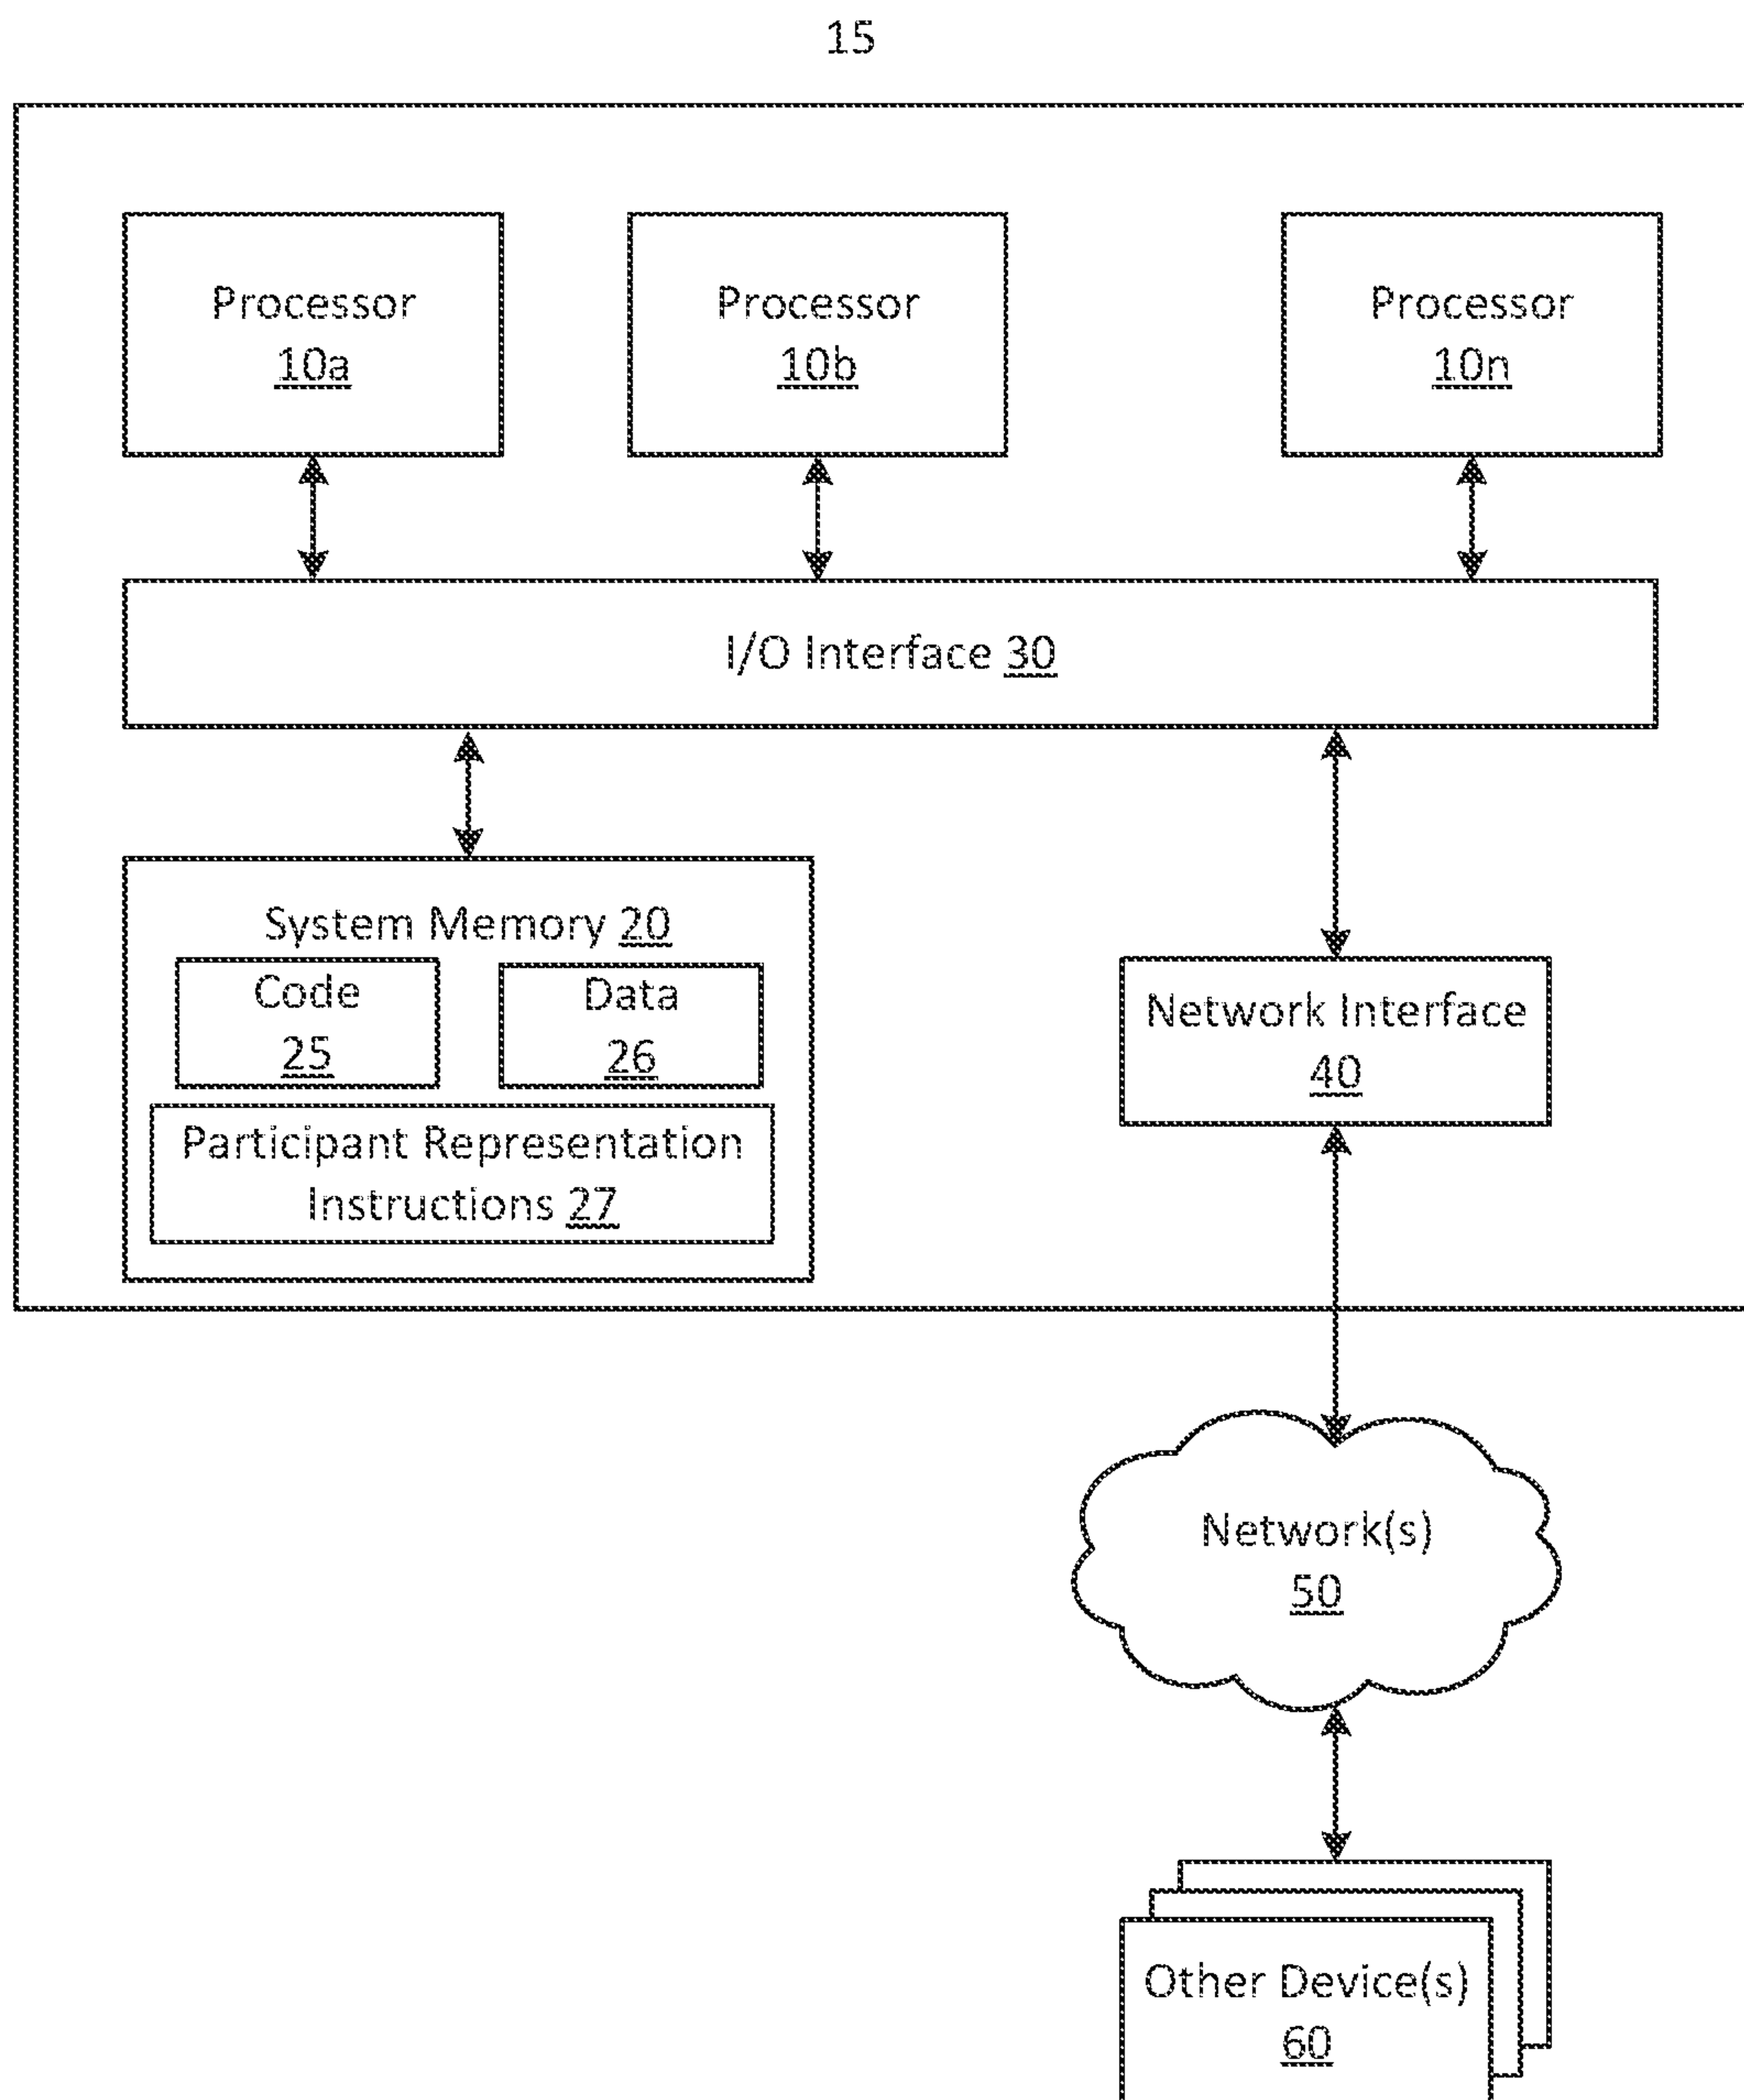 15
Processor
10a
Processor
10b
Processor
10n
I/O Interface 30
System Memory 20
Code
25
Data
26
Participant Representation
Instructions 27
Network Interface
40
Network(s)
50
Other Device(s)
60